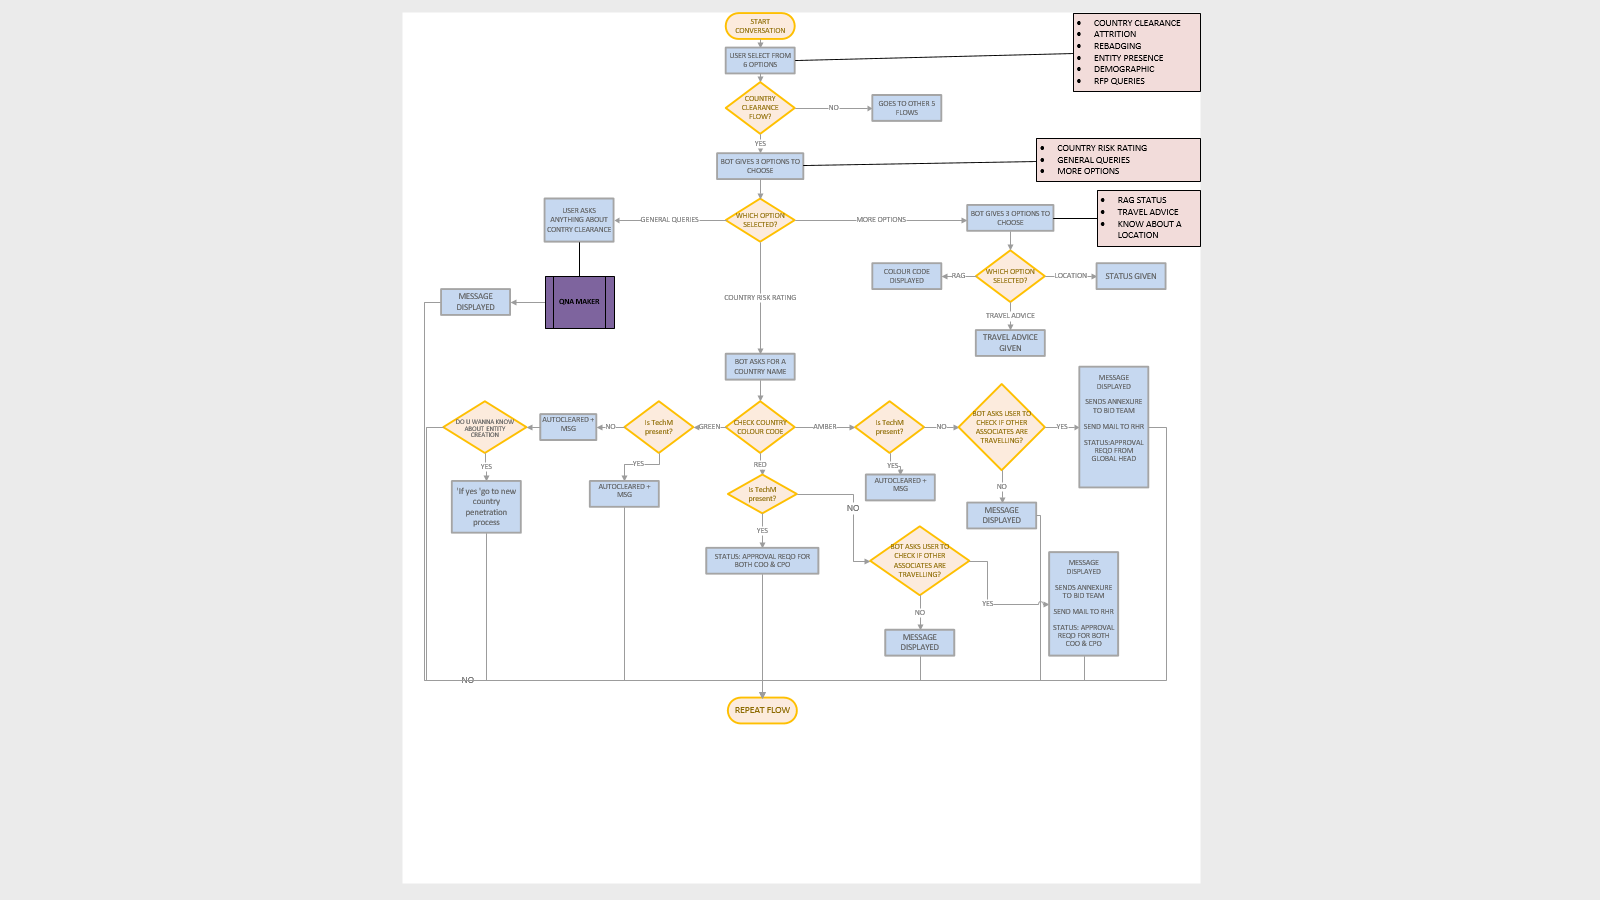 START
CONVERSATION
USER SELECT FROM
6 OPTIONS
• COUNTRY CLEARANCE
• ATTRITION
• REBADGING
• ENTITY PRESENCE
• DEMOGRAPHIC
• RFP QUERIES
COUNTRY
CLEARANCE
FLOW?
NO
GOES TO OTHER 5
FLOWS
YES
BOT GIVES 3 OPTIONS TO
CHOOSE
• COUNTRY RISK RATING
• GENERAL QUERIES
• MORE OPTIONS
USER ASKS
ANYTHING ABOUT
CONTRY CLEARANCE
GENERAL QUERIES
WHICH OPTION
SELECTED?
MORE OPTIONS
BOT GIVES 3 OPTIONS TO
CHOOSE
• RAG STATUS
• TRAVEL ADVICE
• KNOW ABOUT A
LOCATION
COLOUR CODE
DISPLAYED
RAG
WHICH OPTION
SELECTED?
LOCATION
STATUS GIVEN
MESSAGE
DISPLAYED
QNA MAKER
COUNTRY RISK RATING
TRAVEL ADVICE
TRAVEL ADVICE
GIVEN
BOT ASKS FOR A
COUNTRY NAME
DO U WANNA KNOW
ABOUT ENTITY
CREATION
AUTOCLEARED +
MSG
NO
Is TechM
present?
GREEN
CHECK COUNTRY
COLOUR CODE
AMBER
Is TechM
present?
NO
BOT ASKS USER TO
CHECK IF OTHER
ASSOCIATES ARE
TRAVELLING?
YES
MESSAGE
DISPLAYED
SENDS ANNEXURE
TO BID TEAM
SEND MAIL TO RHR
STATUS:APPROVAL
REQD FROM
GLOBAL HEAD
YES
'If yes 'go to new
country
penetration
process
YES
AUTOCLEARED +
MSG
RED
Is TechM
present?
NO
YES
AUTOCLEARED +
MSG
NO
MESSAGE
DISPLAYED
YES
STATUS: APPROVAL REQD FOR
BOTH COO & CPO
BOT ASKS USER TO
CHECK IF OTHER
ASSOCIATES ARE
TRAVELLING?
YES
MESSAGE
DISPLAYED
SENDS ANNEXURE
TO BID TEAM
SEND MAIL TO RHR
STATUS: APPROVAL
REQD FOR BOTH
COO & CPO
NO
MESSAGE
DISPLAYED
NO
REPEAT FLOW